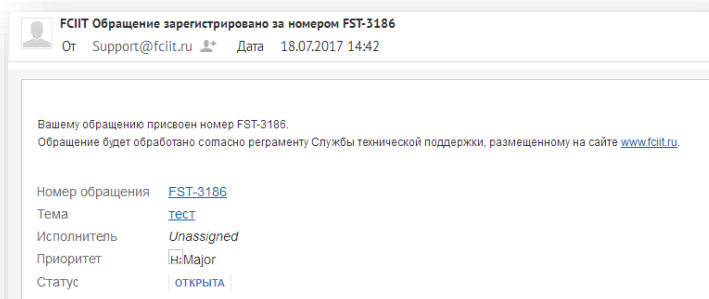 FCIIT Обращение зарегистрировано за номером FST-3186
От Support@fciit.ru Дата 18.07.2017 14:42
Вашему обращению присвоен номер FST-3186.
Обращение будет обработано согласно регламенту Службы технической поддержки, размещенному на сайте www.fciit.ru.
Номер обращения FST-3186
Тема тест
Исполнитель Unassigned
Приоритет Major
Статус ОТКРЫТА